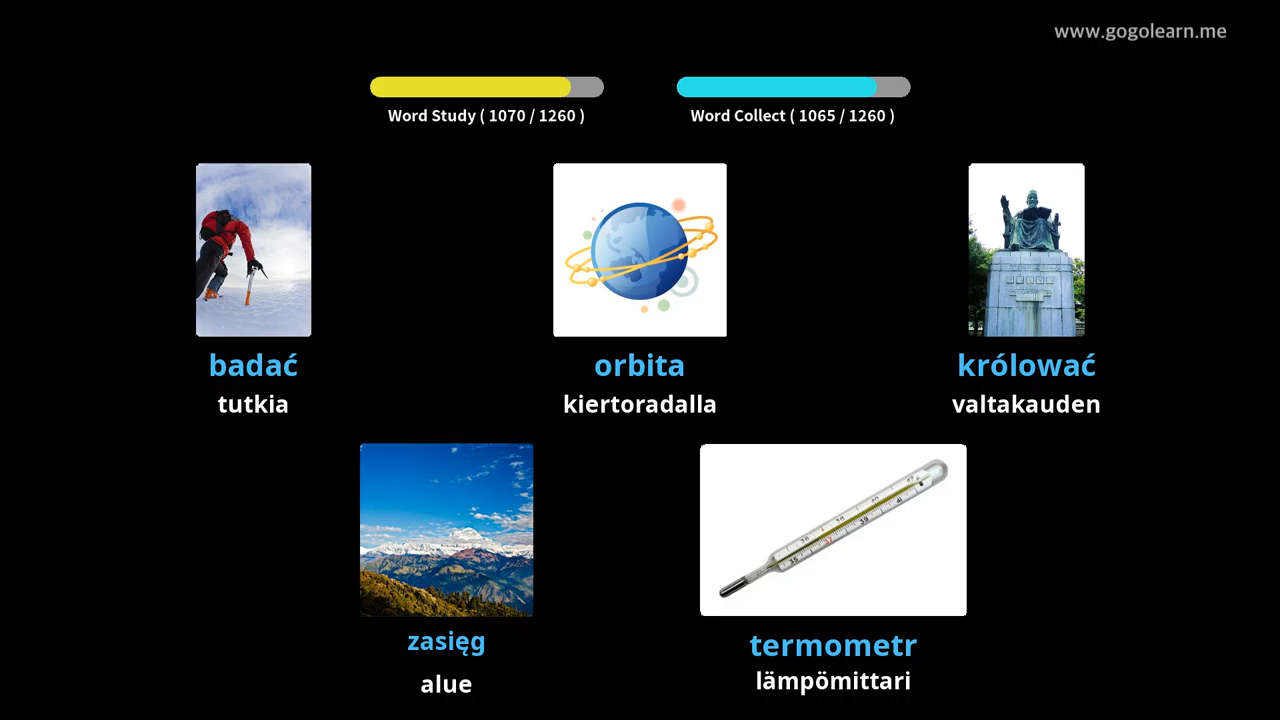 www.gogolearn.me
Word Study ( 1070 / 1260 )
Word Collect ( 1065 / 1260 )
badać
orbita
królować
tutkia
kiertoradalla
valtakauden
zasięg
termometr
alue
lämpömittari